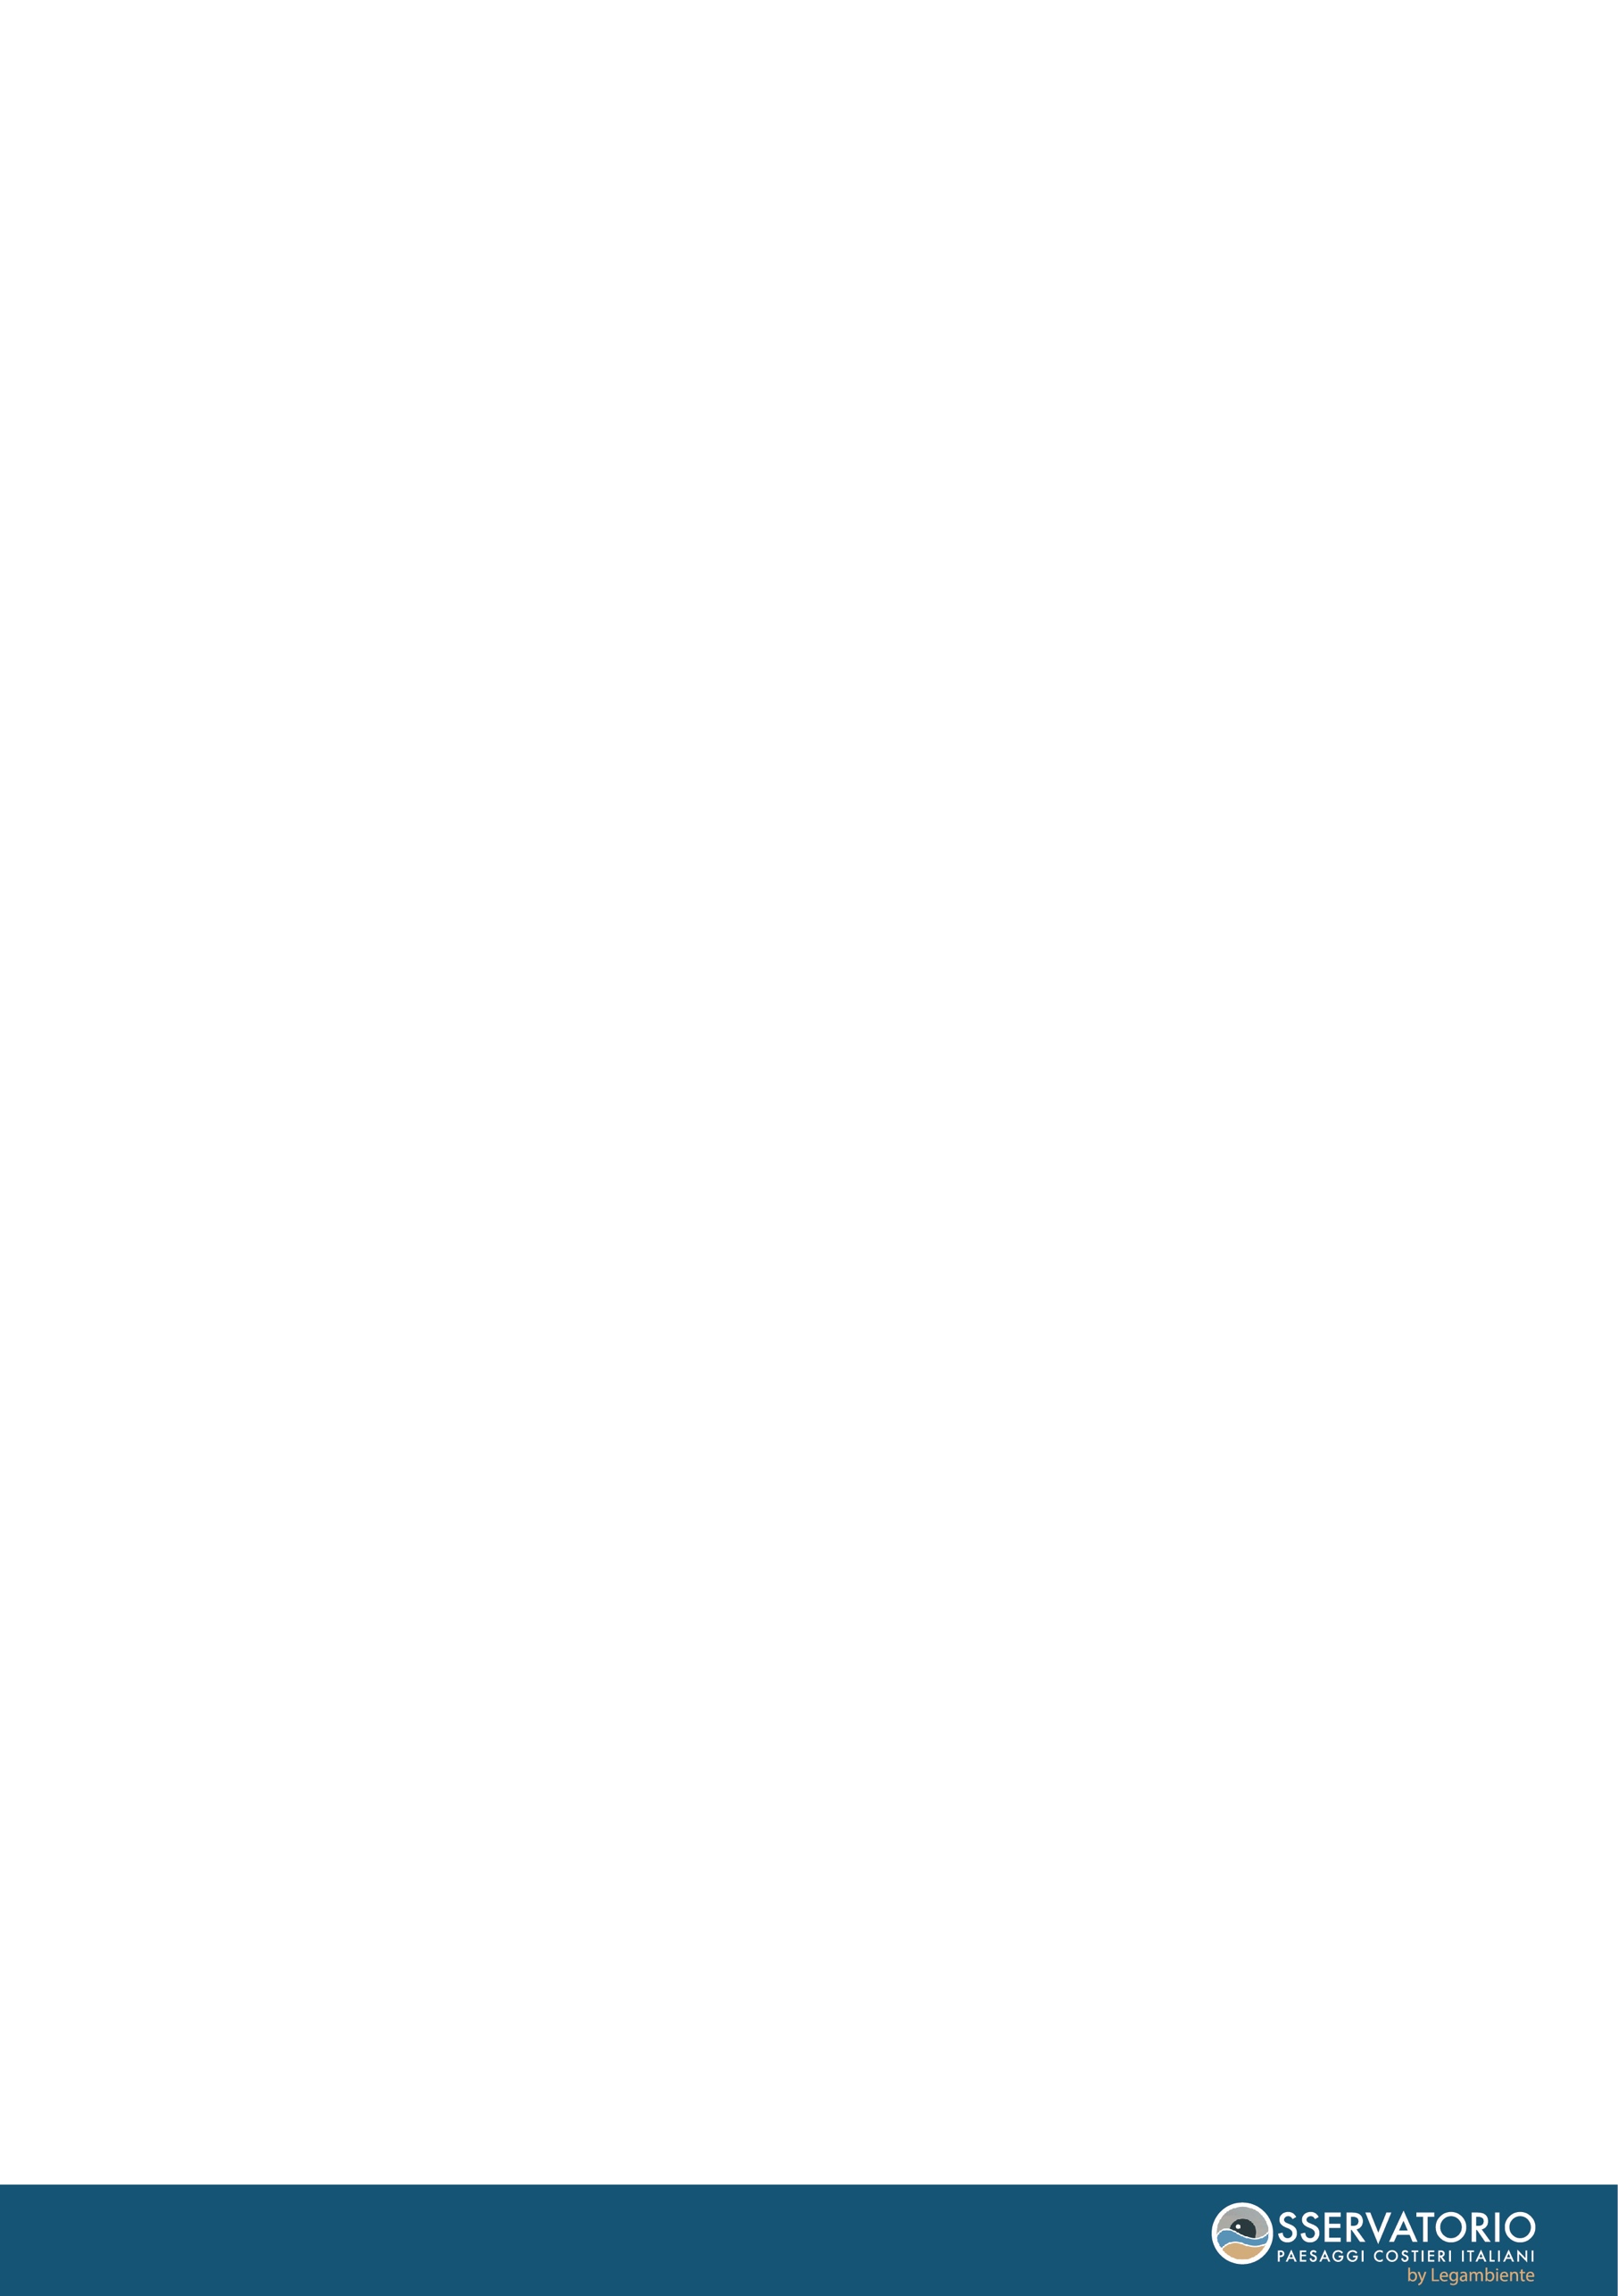 SSERVATORIO
PAESAGGI COSTIERI ITALIANI
by Legambiente